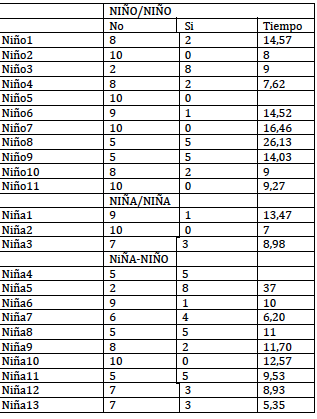 NIÑO/NIÑO
No Si Tiempo
Niño1 8 2 14,57
Niño2 10 0 8
Niño3 2 8 9
Niño4 8 2 7,62
Niño5 10 0
Niño6 9 1 14,52
Niño7 10 0 16,46
Niño8 5 5 26,13
Niño9 5 5 14,03
Niño10 8 2 9
Niño11 10 0 9,27
NIÑA/NIÑA
Niña1 9 1 13,47
Niña2 10 0 7
Niña3 7 3 8,98
NiÑA-NIÑO
Niña4 5 5
Niña5 2 8 37
Niña6 9 1 10
Niña7 6 4 6,20
Niña8 5 5 11
Niña9 8 2 11,70
Niña10 10 0 12,57
Niña11 5 5 9,53
Niña12 7 3 8,93
Niña13 7 3 5,35